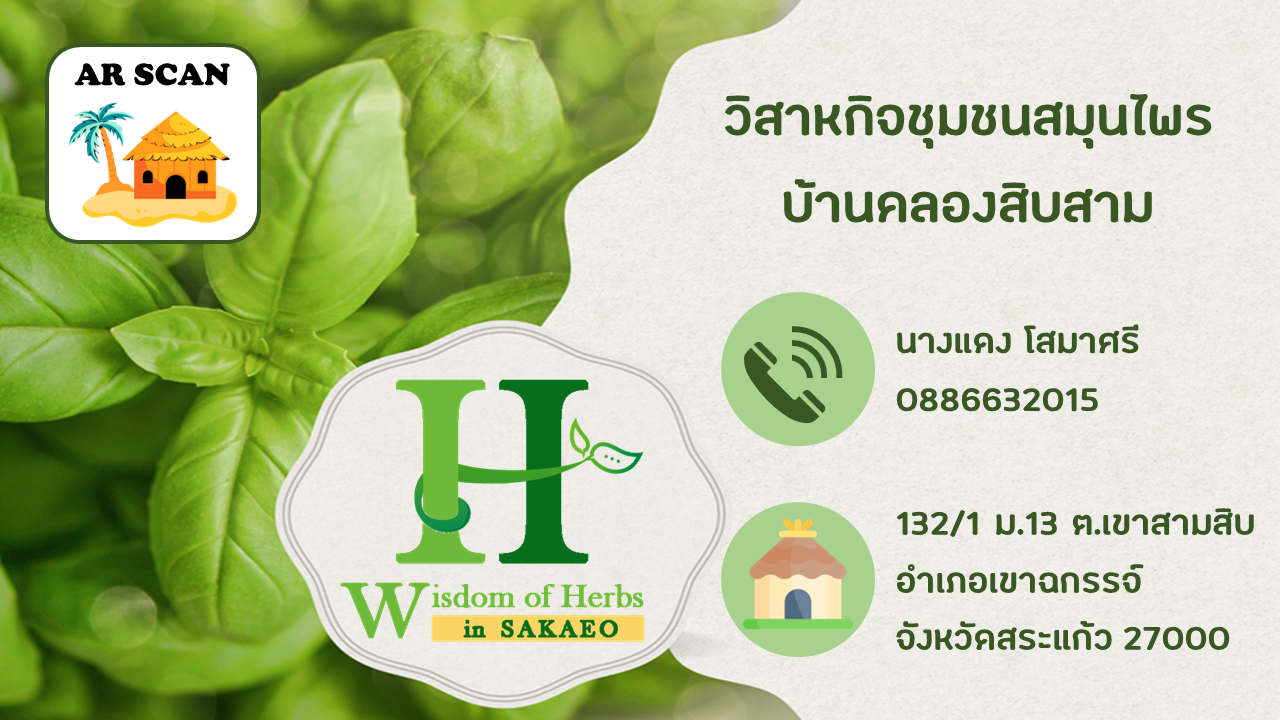 AR SCAN
วิสาหกิจชุมชนสมุนไพร
บ้านคลองสิบสาม
นางแดง โสมาศรี
0886632015
132/1 ม.13 ต.เขาสามสิบ
อำเภอเขาฉกรรจ์
จังหวัดสระแก้ว 27000
H
Wisdom of Herbs
in SAKAEO